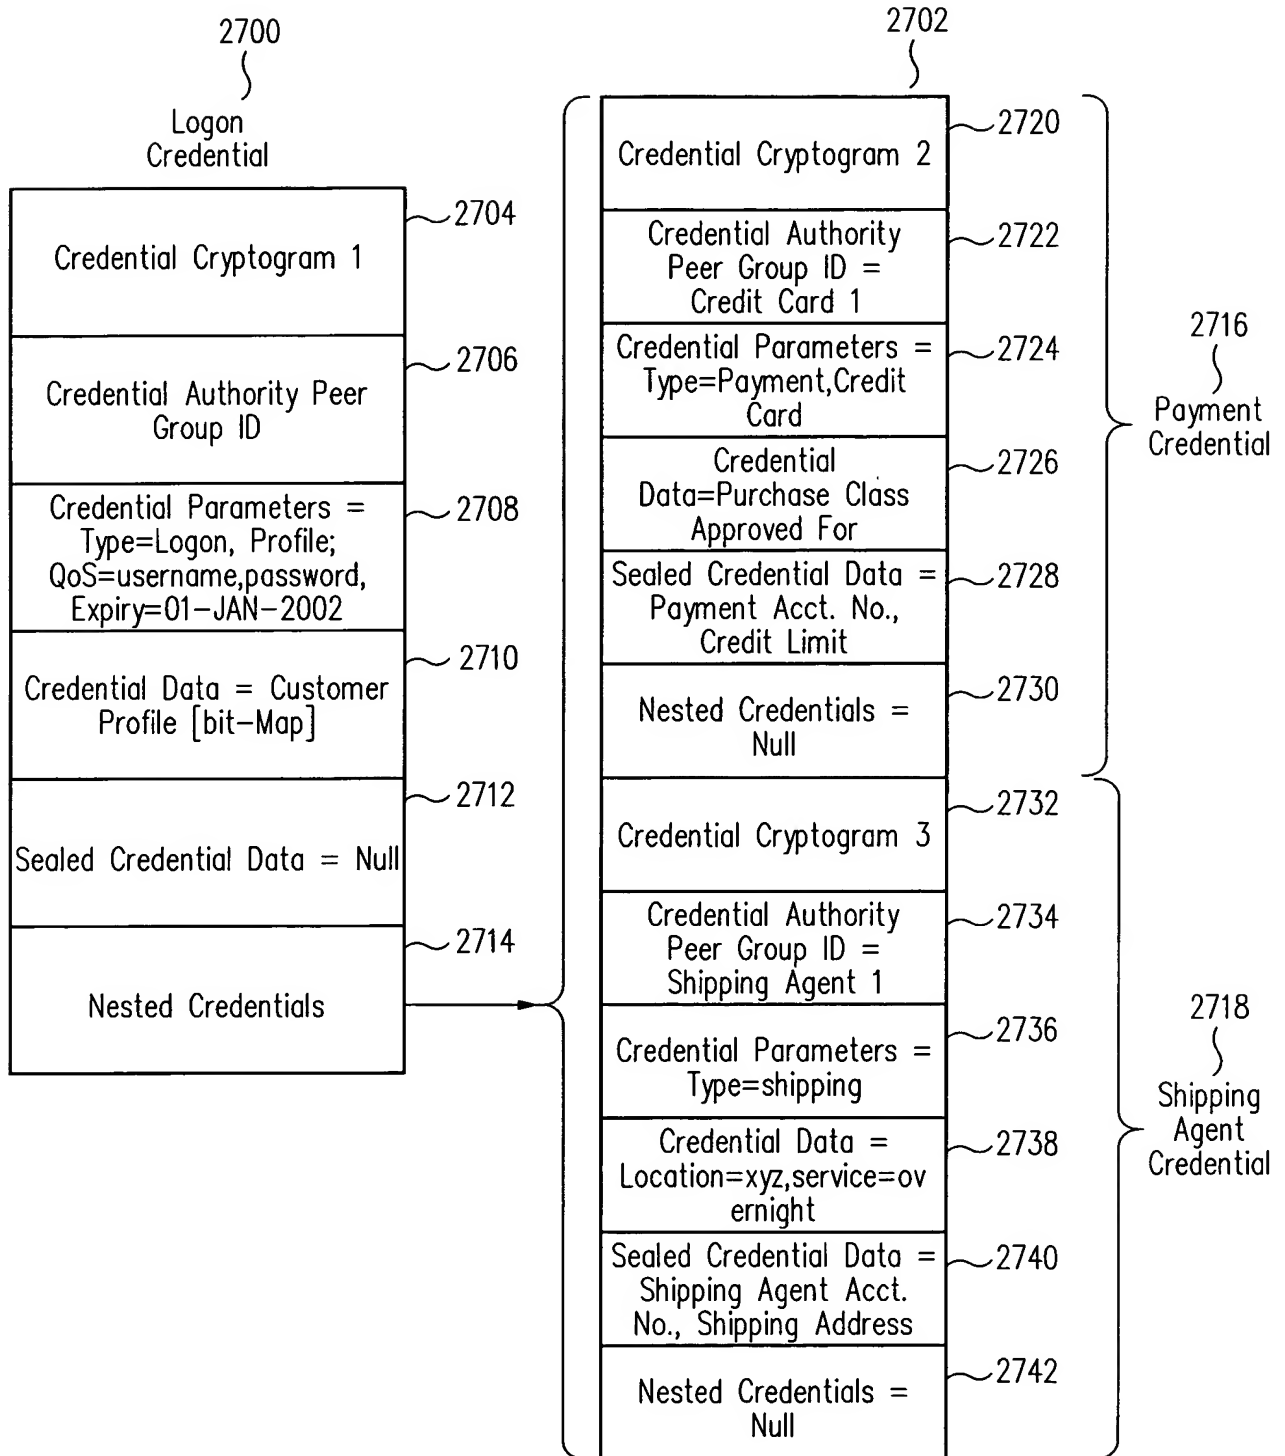 2700
Logon
Credential
Credential Cryptogram 1
2704
Credential Authority Peer
Group ID
2706
Credential Parameters =
Type=Logon, Profile;
QoS=username,password,
Expiry=01-JAN-2002
2708
Credential Data = Customer
Profile [bit-Map]
2710
Sealed Credential Data = Null
2712
Nested Credentials
2714
2702
Credential Cryptogram 2
2720
Credential Authority
Peer Group ID =
Credit Card 1
2722
Credential Parameters =
Type=Payment,Credit
Card
2724
Credential
Data=Purchase Class
Approved For
2726
Sealed Credential Data =
Payment Acct. No.,
Credit Limit
2728
Nested Credentials =
Null
2730
2716
Payment
Credential
Credential Cryptogram 3
2732
Credential Authority
Peer Group ID =
Shipping Agent 1
2734
Credential Parameters =
Type=shipping
2736
Credential Data =
Location=xyz,service=ov
ernight
2738
Sealed Credential Data =
Shipping Agent Acct.
No., Shipping Address
2740
Nested Credentials =
Null
2742
2718
Shipping
Agent
Credential